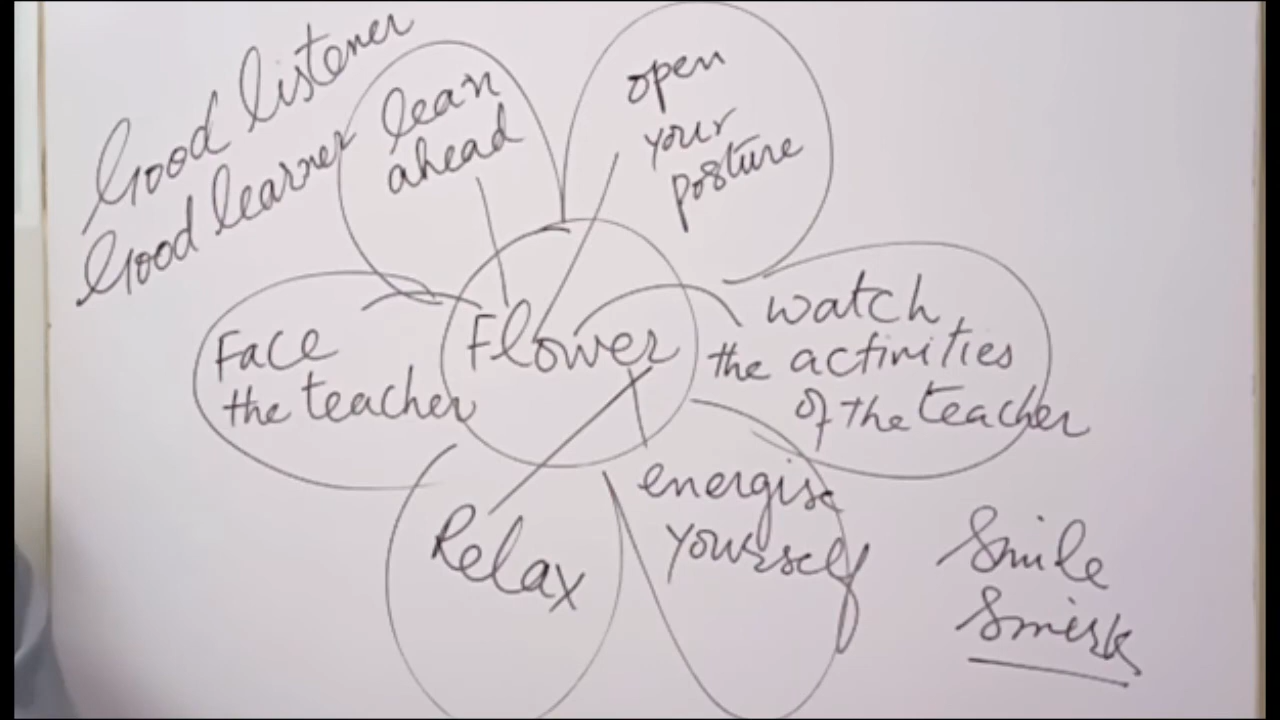 Good listener
Good learner
lean
ahead
open
your
posture
Face
the teacher
Flower
watch
the activities
of the teacher
Relax
energise
yourself
Smile
Smirk